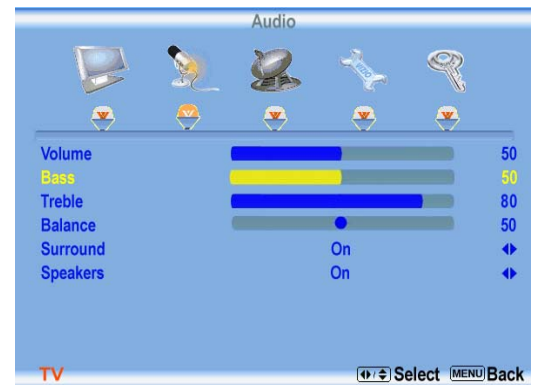 Audio
Volume 50
Bass 50
Treble 80
Balance 50
Surround On
Speakers On
TV Select MENU Back